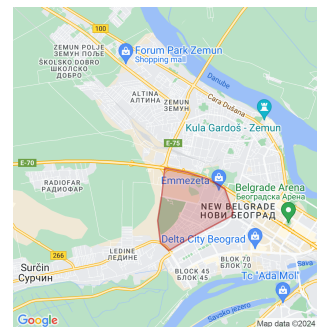 100
ZEMUN POLJE
ЗЕМУН ПОЉЕ
Forum Park Zemun
Shopping mall
ŠKOLSKO DOBRO
ШКОЛСКО
ДОБРО
ALTINA
АЛТИНА
ZEMUN
ЗЕМУН
Danube
Cara Dušana
Kula Gardoš - Zemun
E-75
E-70
RADIOFAR
РАДИОФАР
Emmezeta
Belgrade Arena
Београдска Арена
NEW BELGRADE
НОВИ БЕОГРАД
Delta City Beograd
LEDINE
ЛЕДИНЕ
266
Surčin
Сурчин
BLOCK 45
БЛОК 45
BLOK 70
БЛОК 70
Sava
Tc "Ada Mol"
Savsko jezero
Google
Map data ©2024